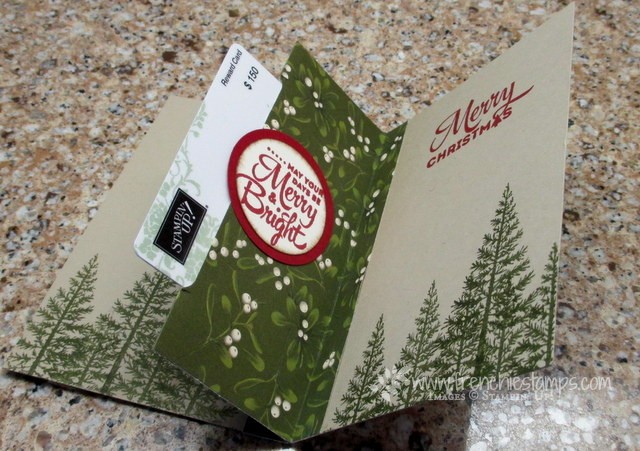 Reward Card
$150
STAMPIN'
UP!
MAY YOUR
DAYS BE
Merry
&
Bright
Merry
CHRISTMAS
www.frenchiestamps.com
IMAGES © STAMPIN' UP!